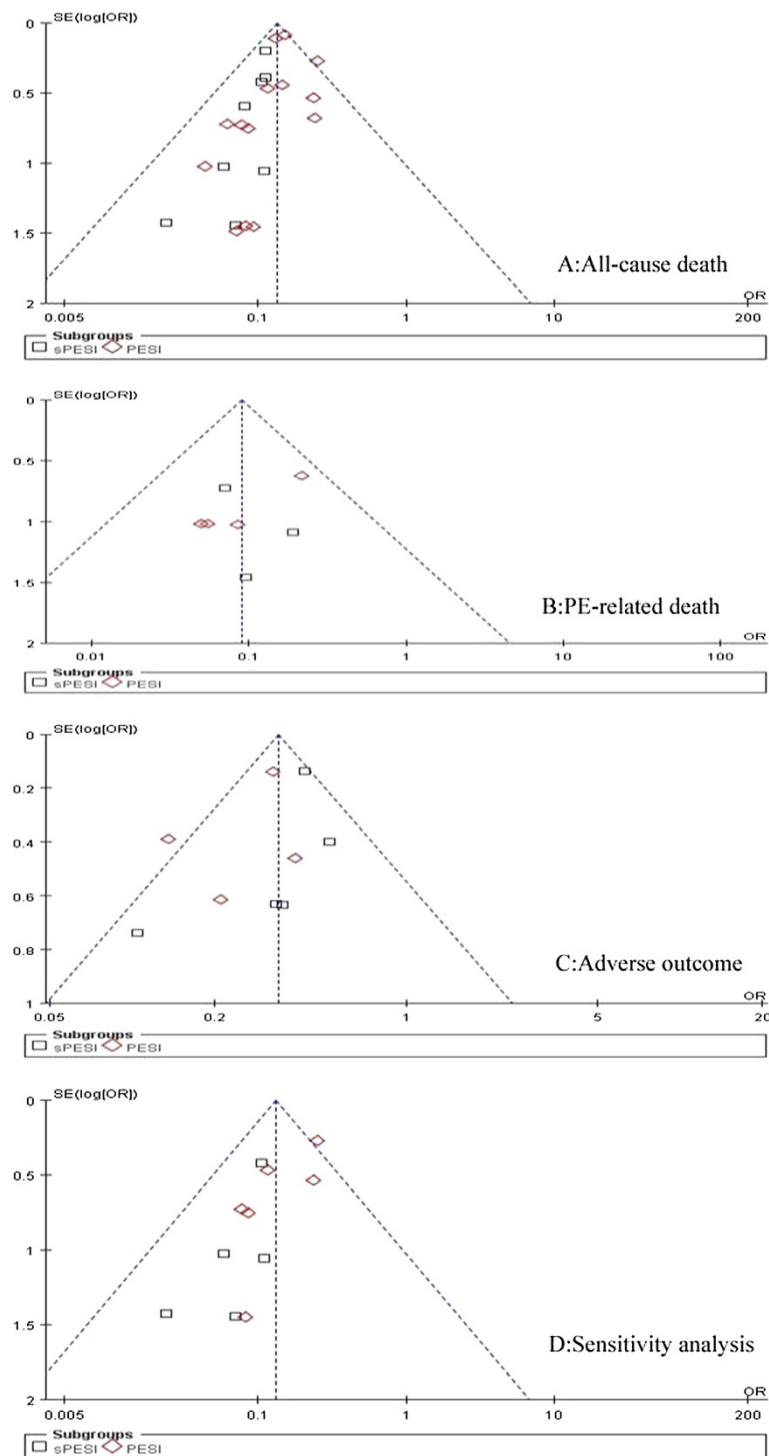 SE(log[OR])
0
0.5
1
1.5
A:All-cause death
2
OR
0.005 0.1 1 10 200
Subgroups
sPESI PESI
SE(log[OR])
0
0.5
1
1.5
B:PE-related death
2
OR
0.01 0.1 1 10 100
Subgroups
sPESI PESI
SE(log[OR])
0
0.2
0.4
0.6
0.8
C:Adverse outcome
1
OR
0.05 0.2 1 5 20
Subgroups
sPESI PESI
SE(log[OR])
0
0.5
1
1.5
D:Sensitivity analysis
2
OR
0.005 0.1 1 10 200
Subgroups
sPESI PESI